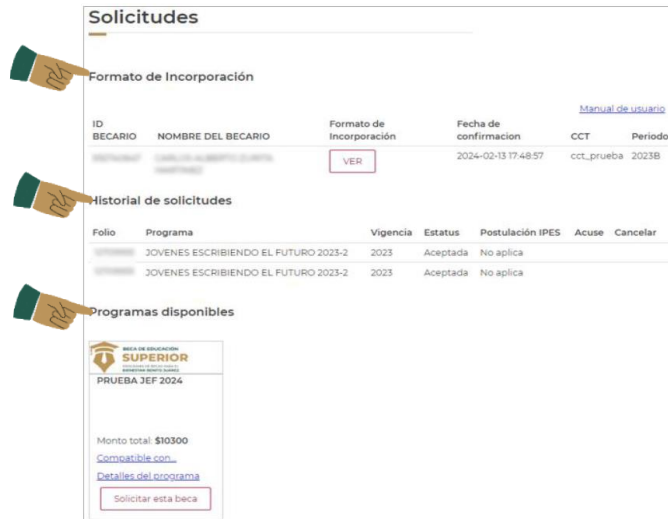 Solicitudes
Formato de Incorporación
Manual de usuario
ID BECARIO NOMBRE DEL BECARIO Formato de Incorporación Fecha de confirmacion CCT Periodo
VER 2024-02-13 17:48:57 cct_prueba 2023B
Historial de solicitudes
Folio Programa Vigencia Estatus Postulación IPES Acuse Cancelar
JOVENES ESCRIBIENDO EL FUTURO 2023-2 2023 Aceptada No aplica
JOVENES ESCRIBIENDO EL FUTURO 2023-2 2023 Aceptada No aplica
Programas disponibles
BECA DE EDUCACIÓN
SUPERIOR
BIENESTAR BENITO JUÁREZ
PRUEBA JEF 2024
Monto total: $10300
Compatible con...
Detalles del programa
Solicitar esta beca